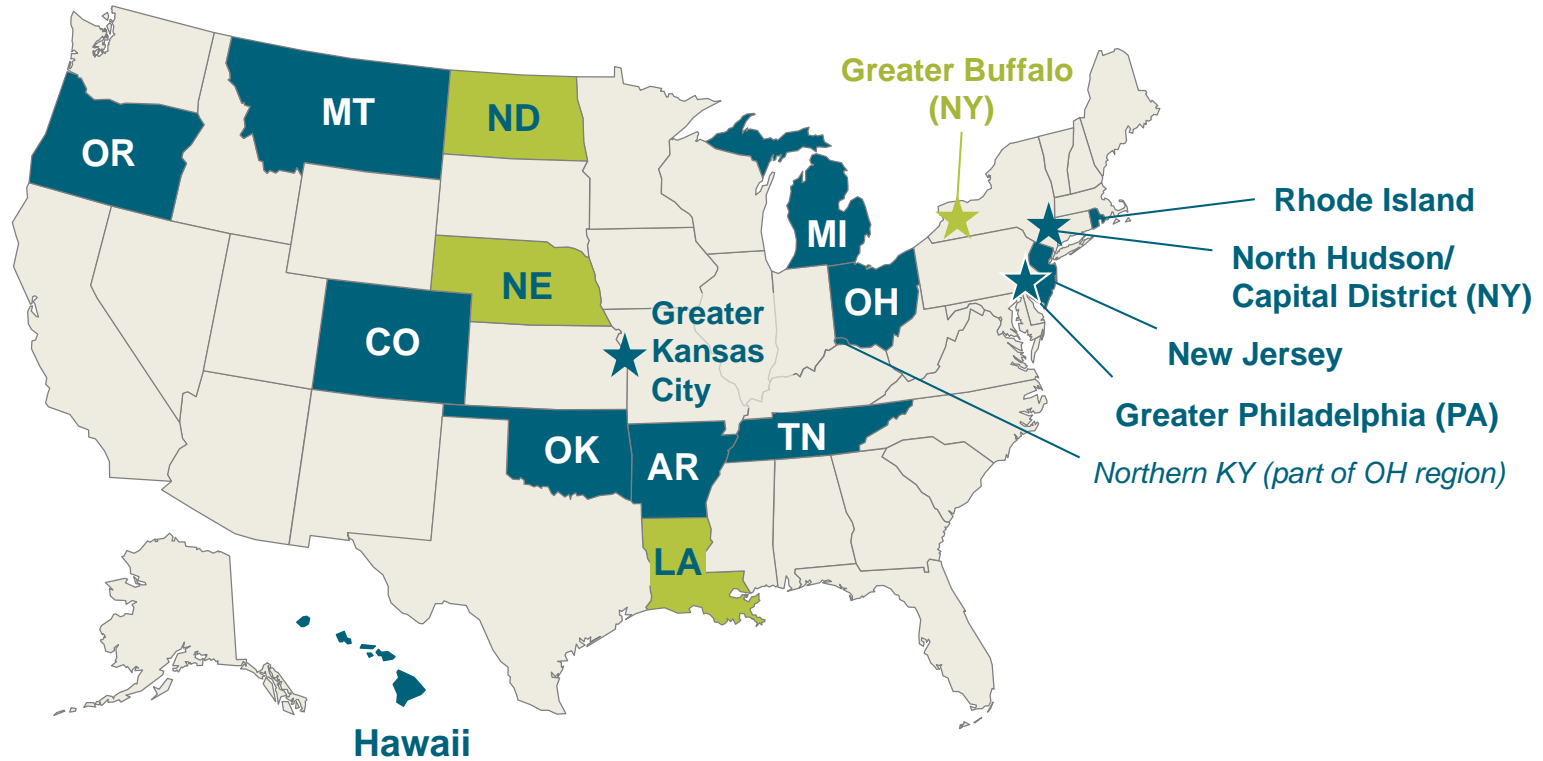 Greater Buffalo
(NY)
MT
ND
OR
Rhode Island
MI
North Hudson/
Capital District (NY)
NE
OH
Greater
Kansas
City
CO
New Jersey
Greater Philadelphia (PA)
TN
OK
AR
Northern KY (part of OH region)
LA
Hawaii